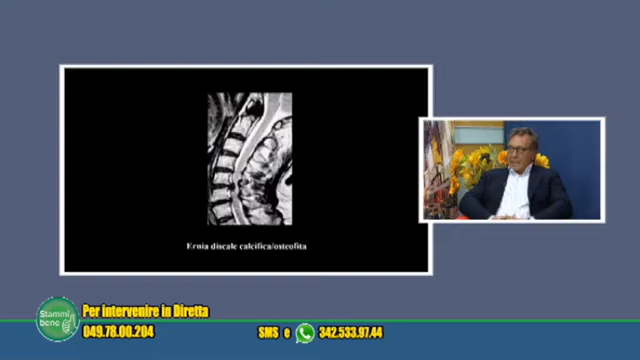 Ernia discale calcifica/osteofita
Stammi
bene
Per intervenire in Diretta
049.78.00.204
SMS e 342.533.97.44